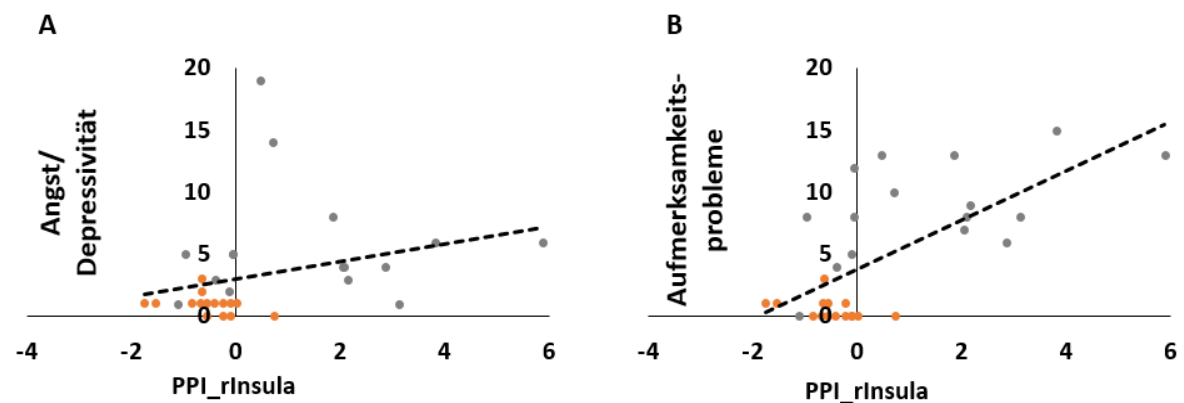 A
Angst/
Depressivität
20
15
10
5
0
-4 -2 0 2 4 6
PPI_rInsula
B
Aufmerksamkeits-
probleme
20
15
10
5
0
-4 -2 0 2 4 6
PPI_rInsula